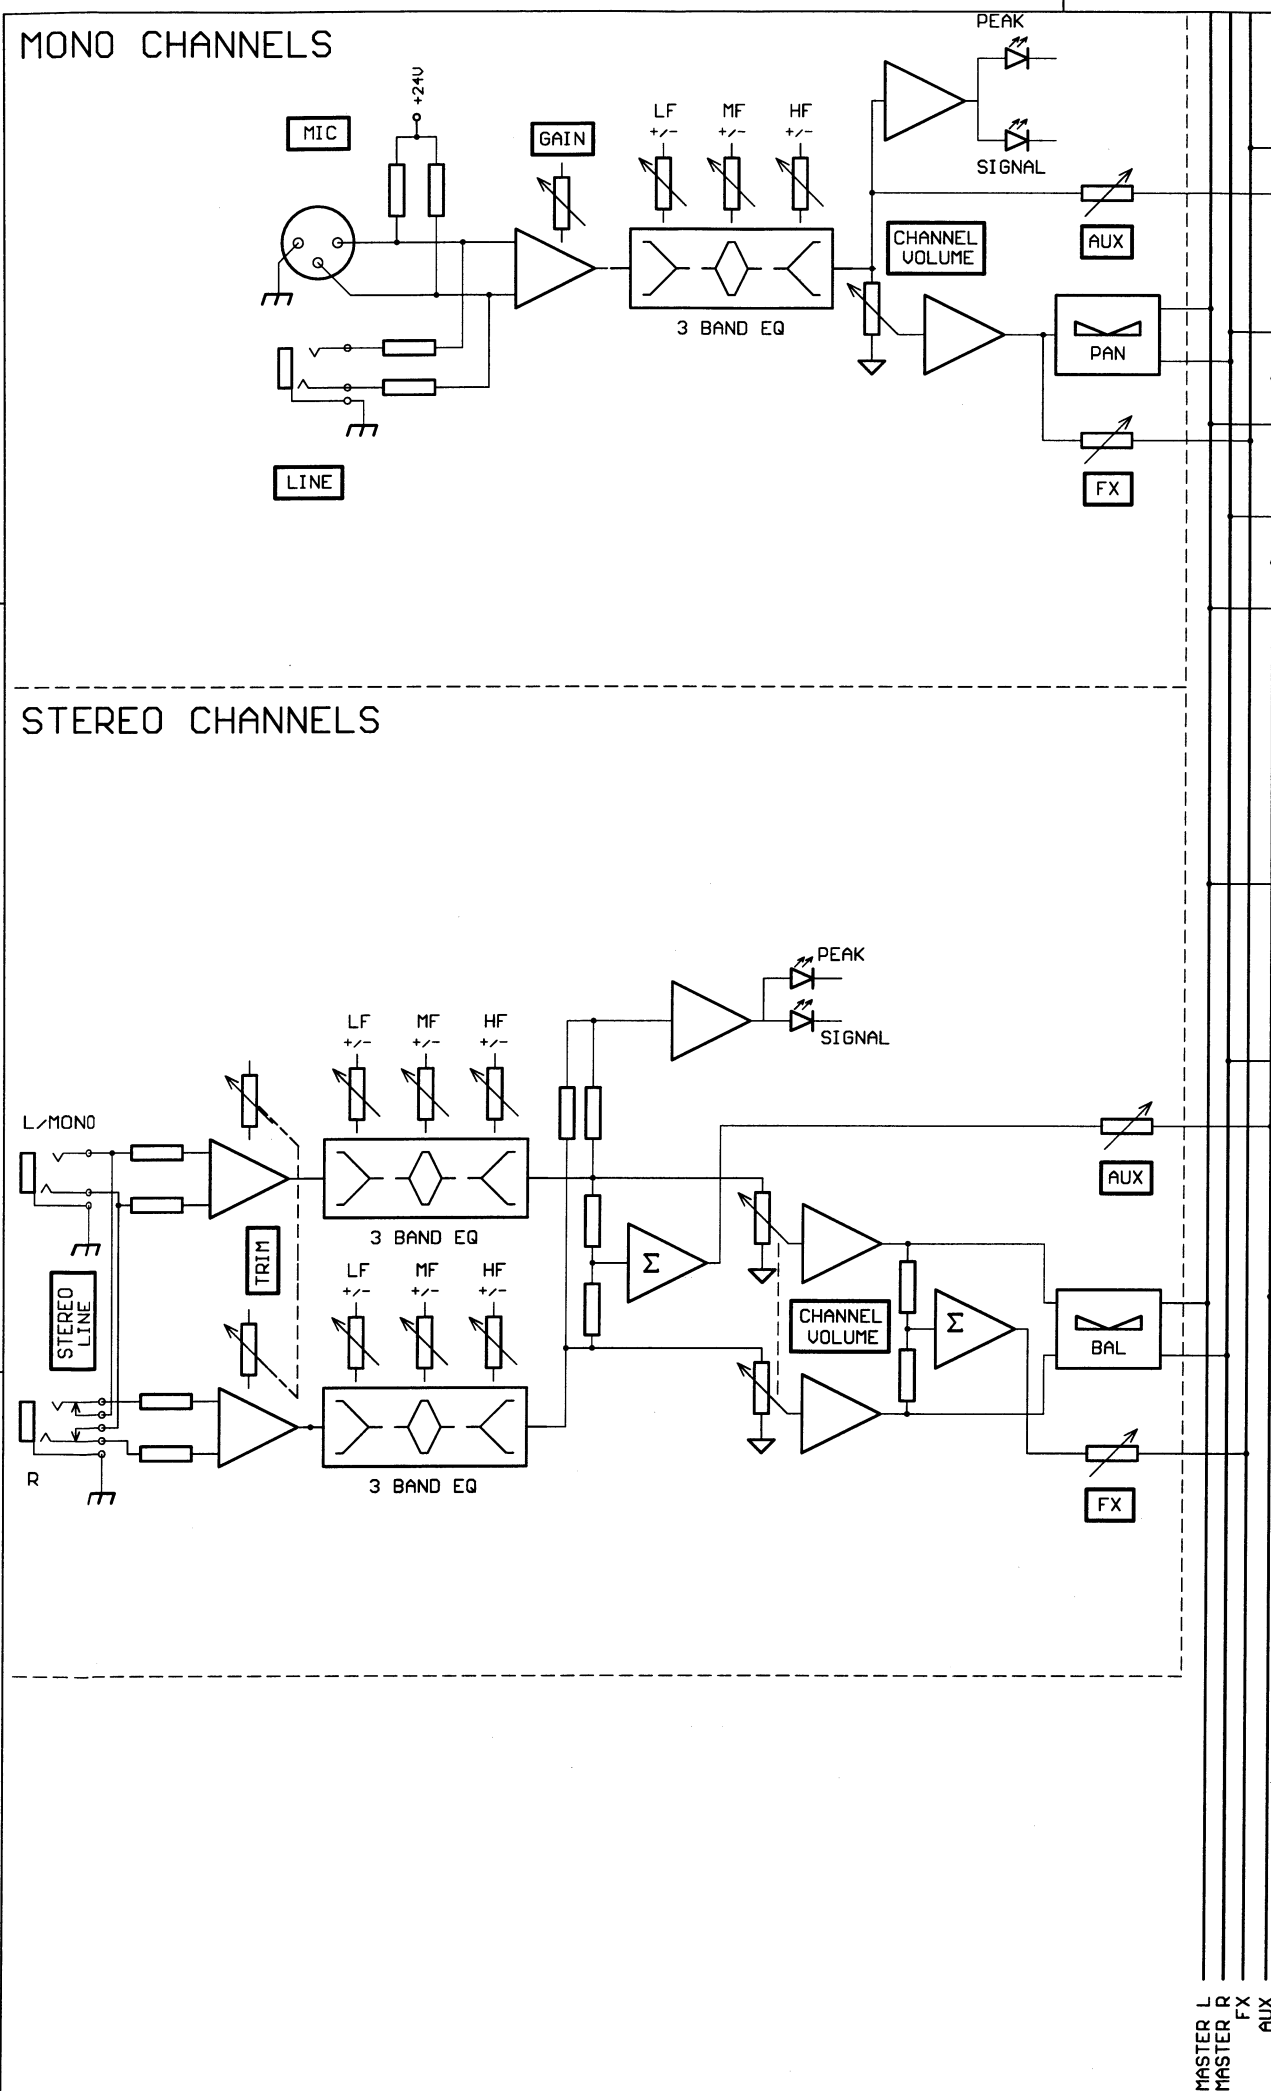 MONO CHANNELS
PEAK
+24V
MIC
GAIN
LF
+/-
MF
+/-
HF
+/-
SIGNAL
AUX
CHANNEL
VOLUME
3 BAND EQ
PAN
FX
LINE
STEREO CHANNELS
PEAK
SIGNAL
LF
+/-
MF
+/-
HF
+/-
L/MONO
AUX
3 BAND EQ
TRIM
Σ
LF
+/-
MF
+/-
HF
+/-
STEREO
LINE
CHANNEL
VOLUME
Σ
BAL
R
3 BAND EQ
FX
MASTER L
MASTER R
FX
AUX